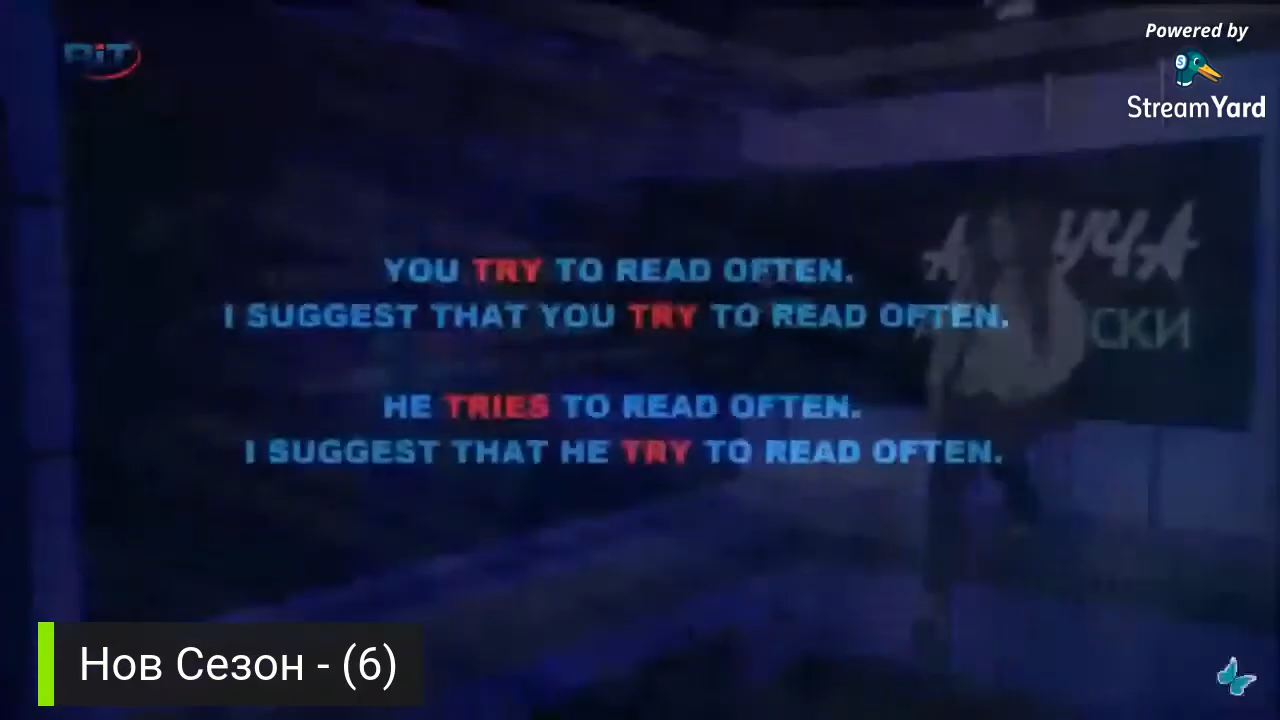 BiT
Powered by
StreamYard
YOU TRY TO READ OFTEN.
I SUGGEST THAT YOU TRY TO READ OFTEN.
HE TRIES TO READ OFTEN.
I SUGGEST THAT HE TRY TO READ OFTEN.
Нов Сезон - (6)